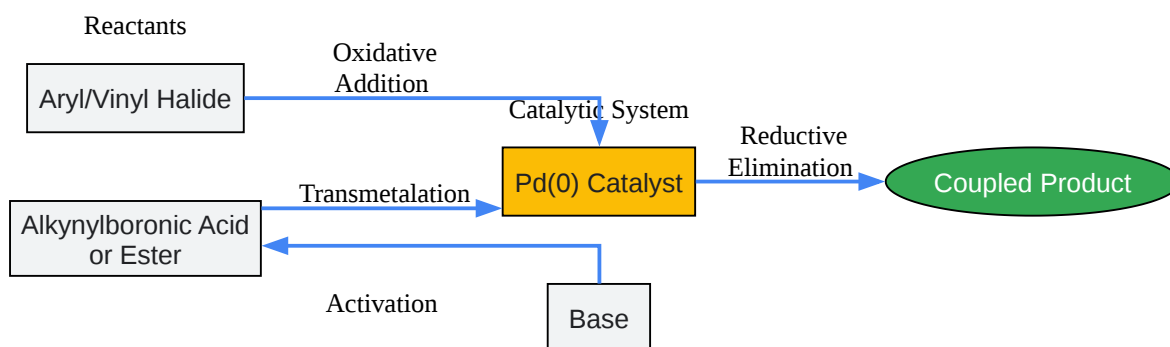 Reactants
Aryl/Vinyl Halide
Oxidative
Addition
Catalytic System
Pd(0) Catalyst
Reductive
Elimination
Coupled Product
Transmetalation
Alkynylboronic Acid
or Ester
Activation
Base